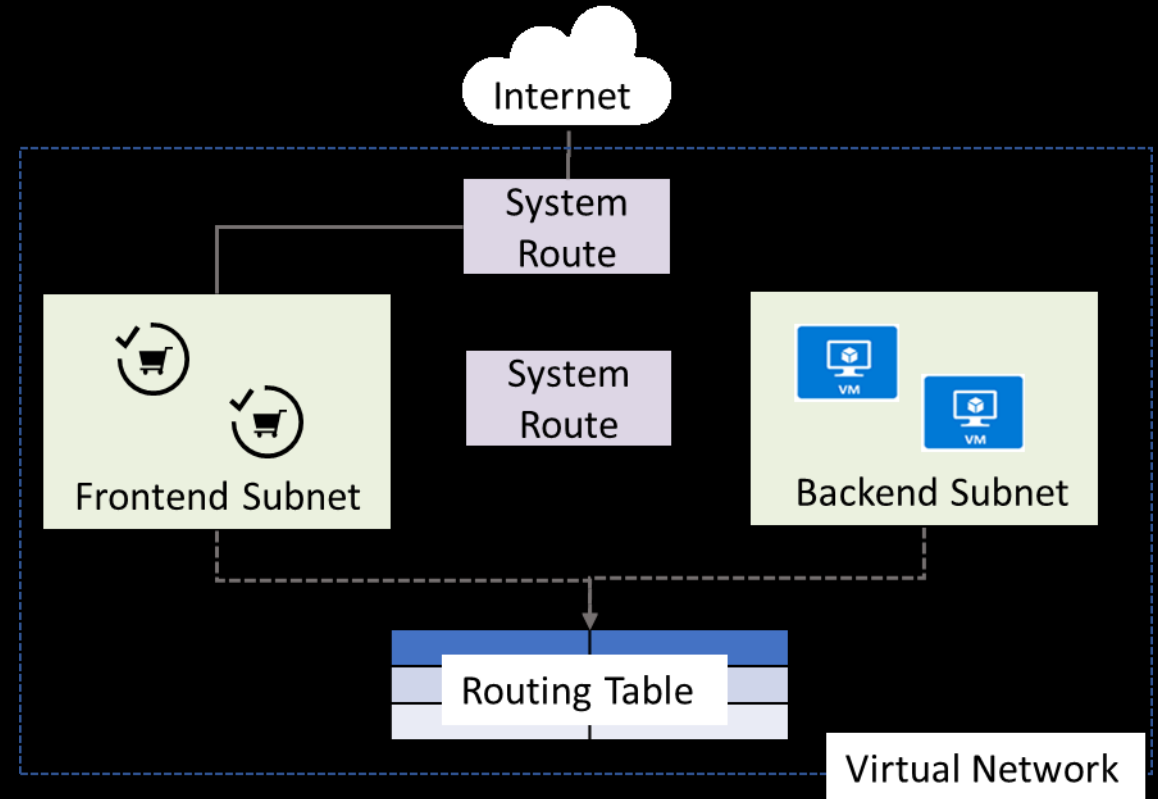 Internet
System
Route
System
Route
VM
VM
Frontend Subnet
Backend Subnet
Routing Table
Virtual Network